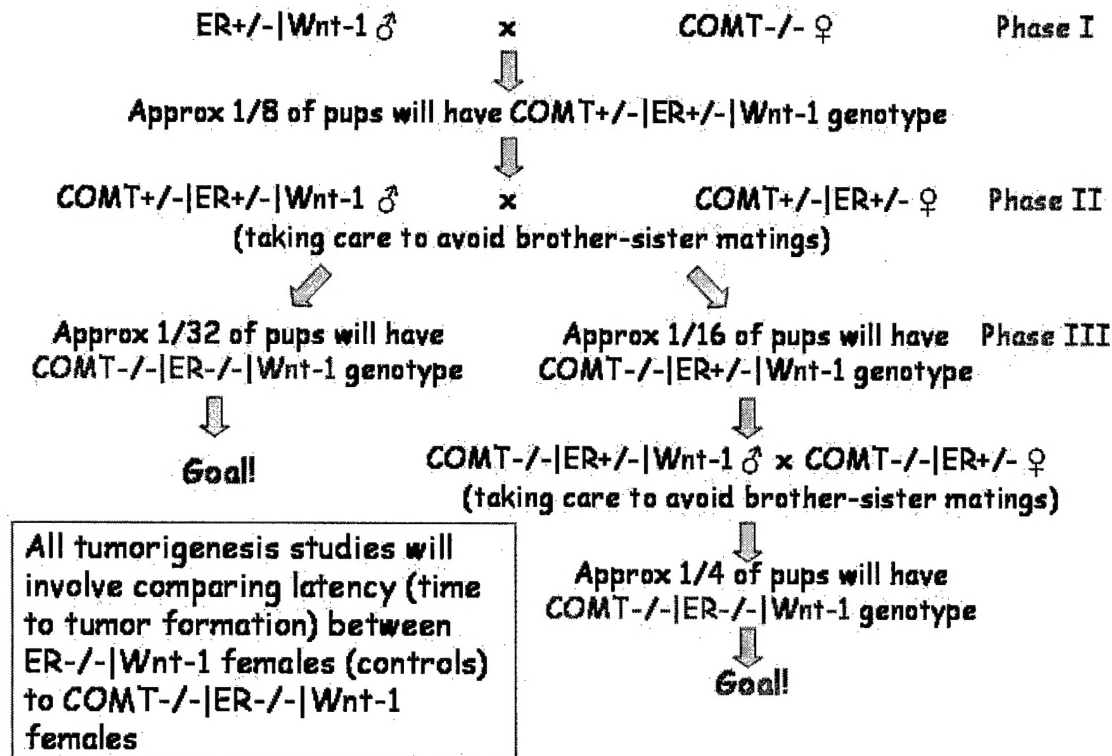 ER+/-|Wnt-1 ♂ x COMT-/- ♀ Phase I
Approx 1/8 of pups will have COMT+/-|ER+/-|Wnt-1 genotype
COMT+/-|ER+/-|Wnt-1 ♂ x COMT+/-|ER+/- ♀ Phase II
(taking care to avoid brother-sister matings)
Approx 1/32 of pups will have
COMT-/-|ER-/-|Wnt-1 genotype
Goal!
Approx 1/16 of pups will have Phase III
COMT-/-|ER+/-|Wnt-1 genotype
COMT-/-|ER+/-|Wnt-1 ♂ x COMT-/-|ER+/- ♀
(taking care to avoid brother-sister matings)
Approx 1/4 of pups will have
COMT-/-|ER-/-|Wnt-1 genotype
Goal!
All tumorigenesis studies will
involve comparing latency (time
to tumor formation) between
ER-/-|Wnt-1 females (controls)
to COMT-/-|ER-/-|Wnt-1
females